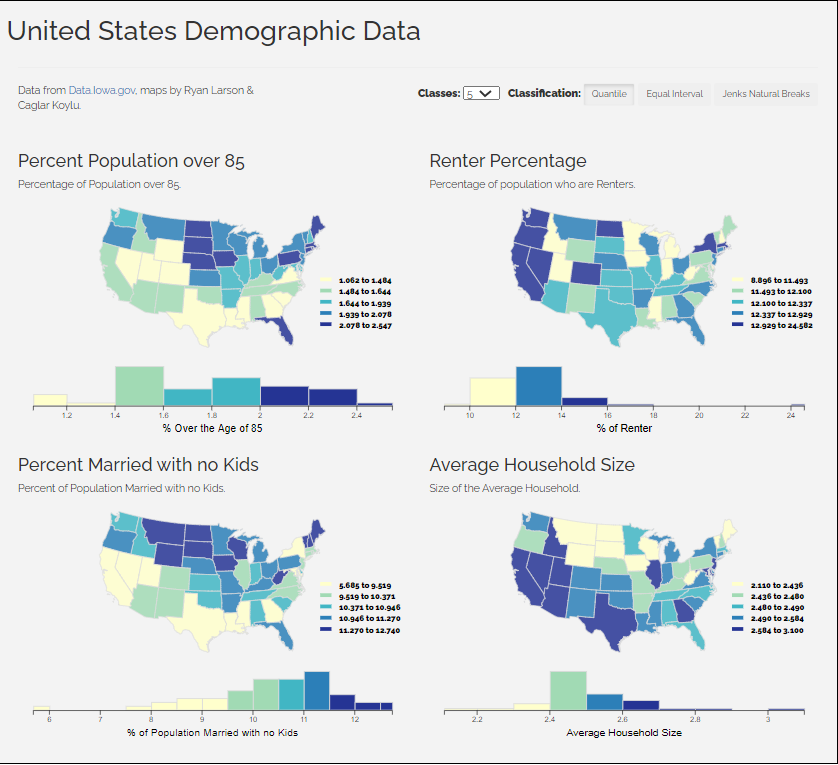 United States Demographic Data
Data from Data.Iowa.gov, maps by Ryan Larson &
Caglar Koylu.
Classes: 5 Classification: Quantile Equal Interval Jenks Natural Breaks
Percent Population over 85
Percentage of Population over 85.
1.062 to 1.484
1.484 to 1.644
1.644 to 1.939
1.939 to 2.078
2.078 to 2.547
1.2 1.4 1.6 1.8 2 2.2 2.4
% Over the Age of 85
Renter Percentage
Percentage of population who are Renters.
8.896 to 11.493
11.493 to 12.100
12.100 to 12.337
12.337 to 12.929
12.929 to 24.582
10 12 14 16 18 20 22 24
% of Renter
Percent Married with no Kids
Percent of Population Married with no Kids.
5.685 to 9.519
9.519 to 10.371
10.371 to 10.946
10.946 to 11.270
11.270 to 12.740
6 7 8 9 10 11 12
% of Population Married with no Kids
Average Household Size
Size of the Average Household.
2.110 to 2.436
2.436 to 2.480
2.480 to 2.490
2.490 to 2.584
2.584 to 3.100
2.2 2.4 2.6 2.8 3
Average Household Size